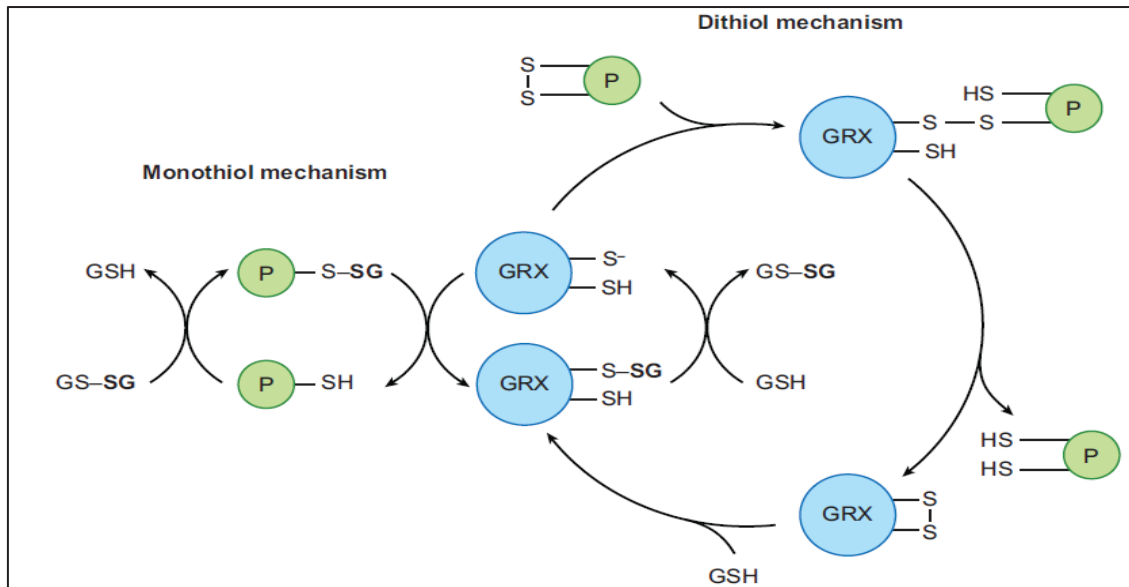 Dithiol mechanism
S
S
P
HS
P
GRX
S
S
SH
Monothiol mechanism
GSH
P
S–SG
GRX
S-
SH
GS–SG
GS–SG
P
SH
GRX
S–SG
SH
GSH
HS
HS
P
GRX
S
S
GSH